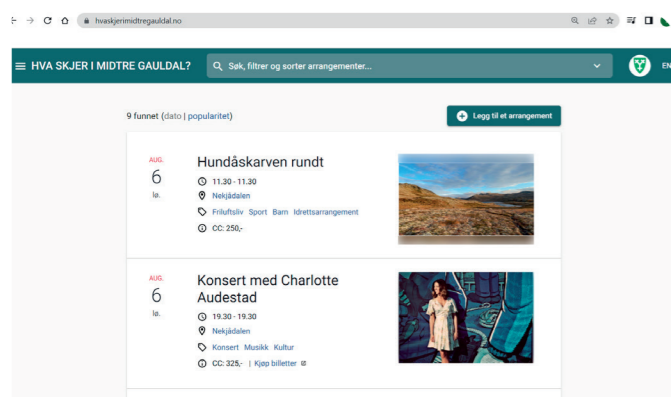 hvaskjerimidtregauldal.no
HVA SKJER I MIDTRE GAULDAL?
Søk, filtrer og sorter arrangementer...
EN
9 funnet (dato | popularitet)
Legg til et arrangement
AUG.
6
lø.
Hundåskarven rundt
11.30 - 11.30
Nekjådalen
Friluftsliv Sport Barn Idrettsarrangement
CC: 250,-
AUG.
6
lø.
Konsert med Charlotte
Audestad
19.30 - 19.30
Nekjådalen
Konsert Musikk Kultur
CC: 325,- | Kjøp billetter